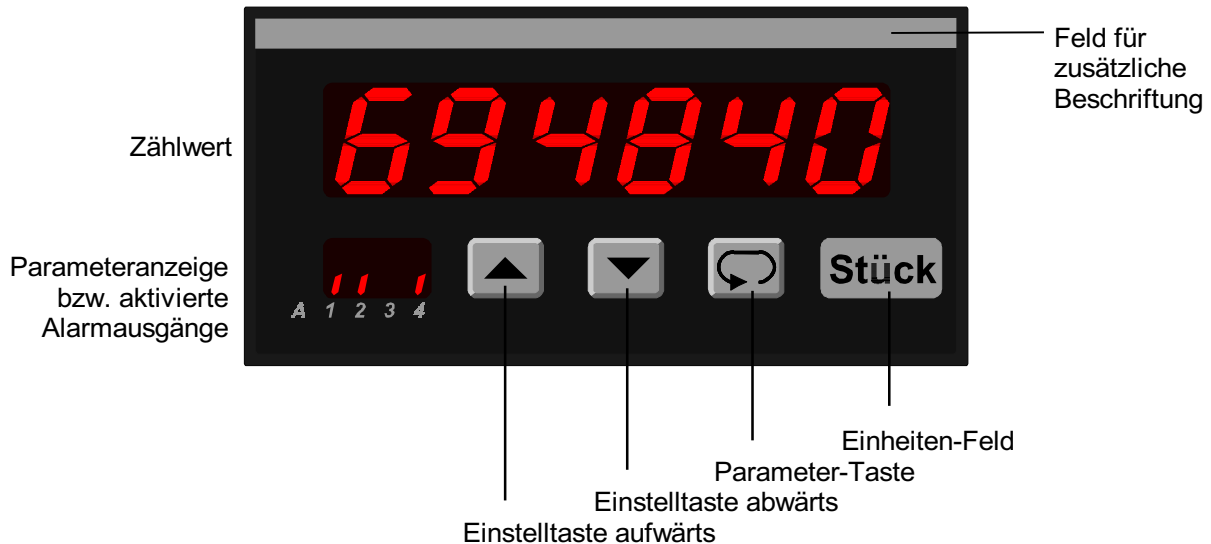 Feld für
zusätzliche
Beschriftung
Zählwert
694840
Parameteranzeige
bzw. aktivierte
Alarmausgänge
A 1 2 3 4
Stück
Einheiten-Feld
Parameter-Taste
Einstelltaste abwärts
Einstelltaste aufwärts